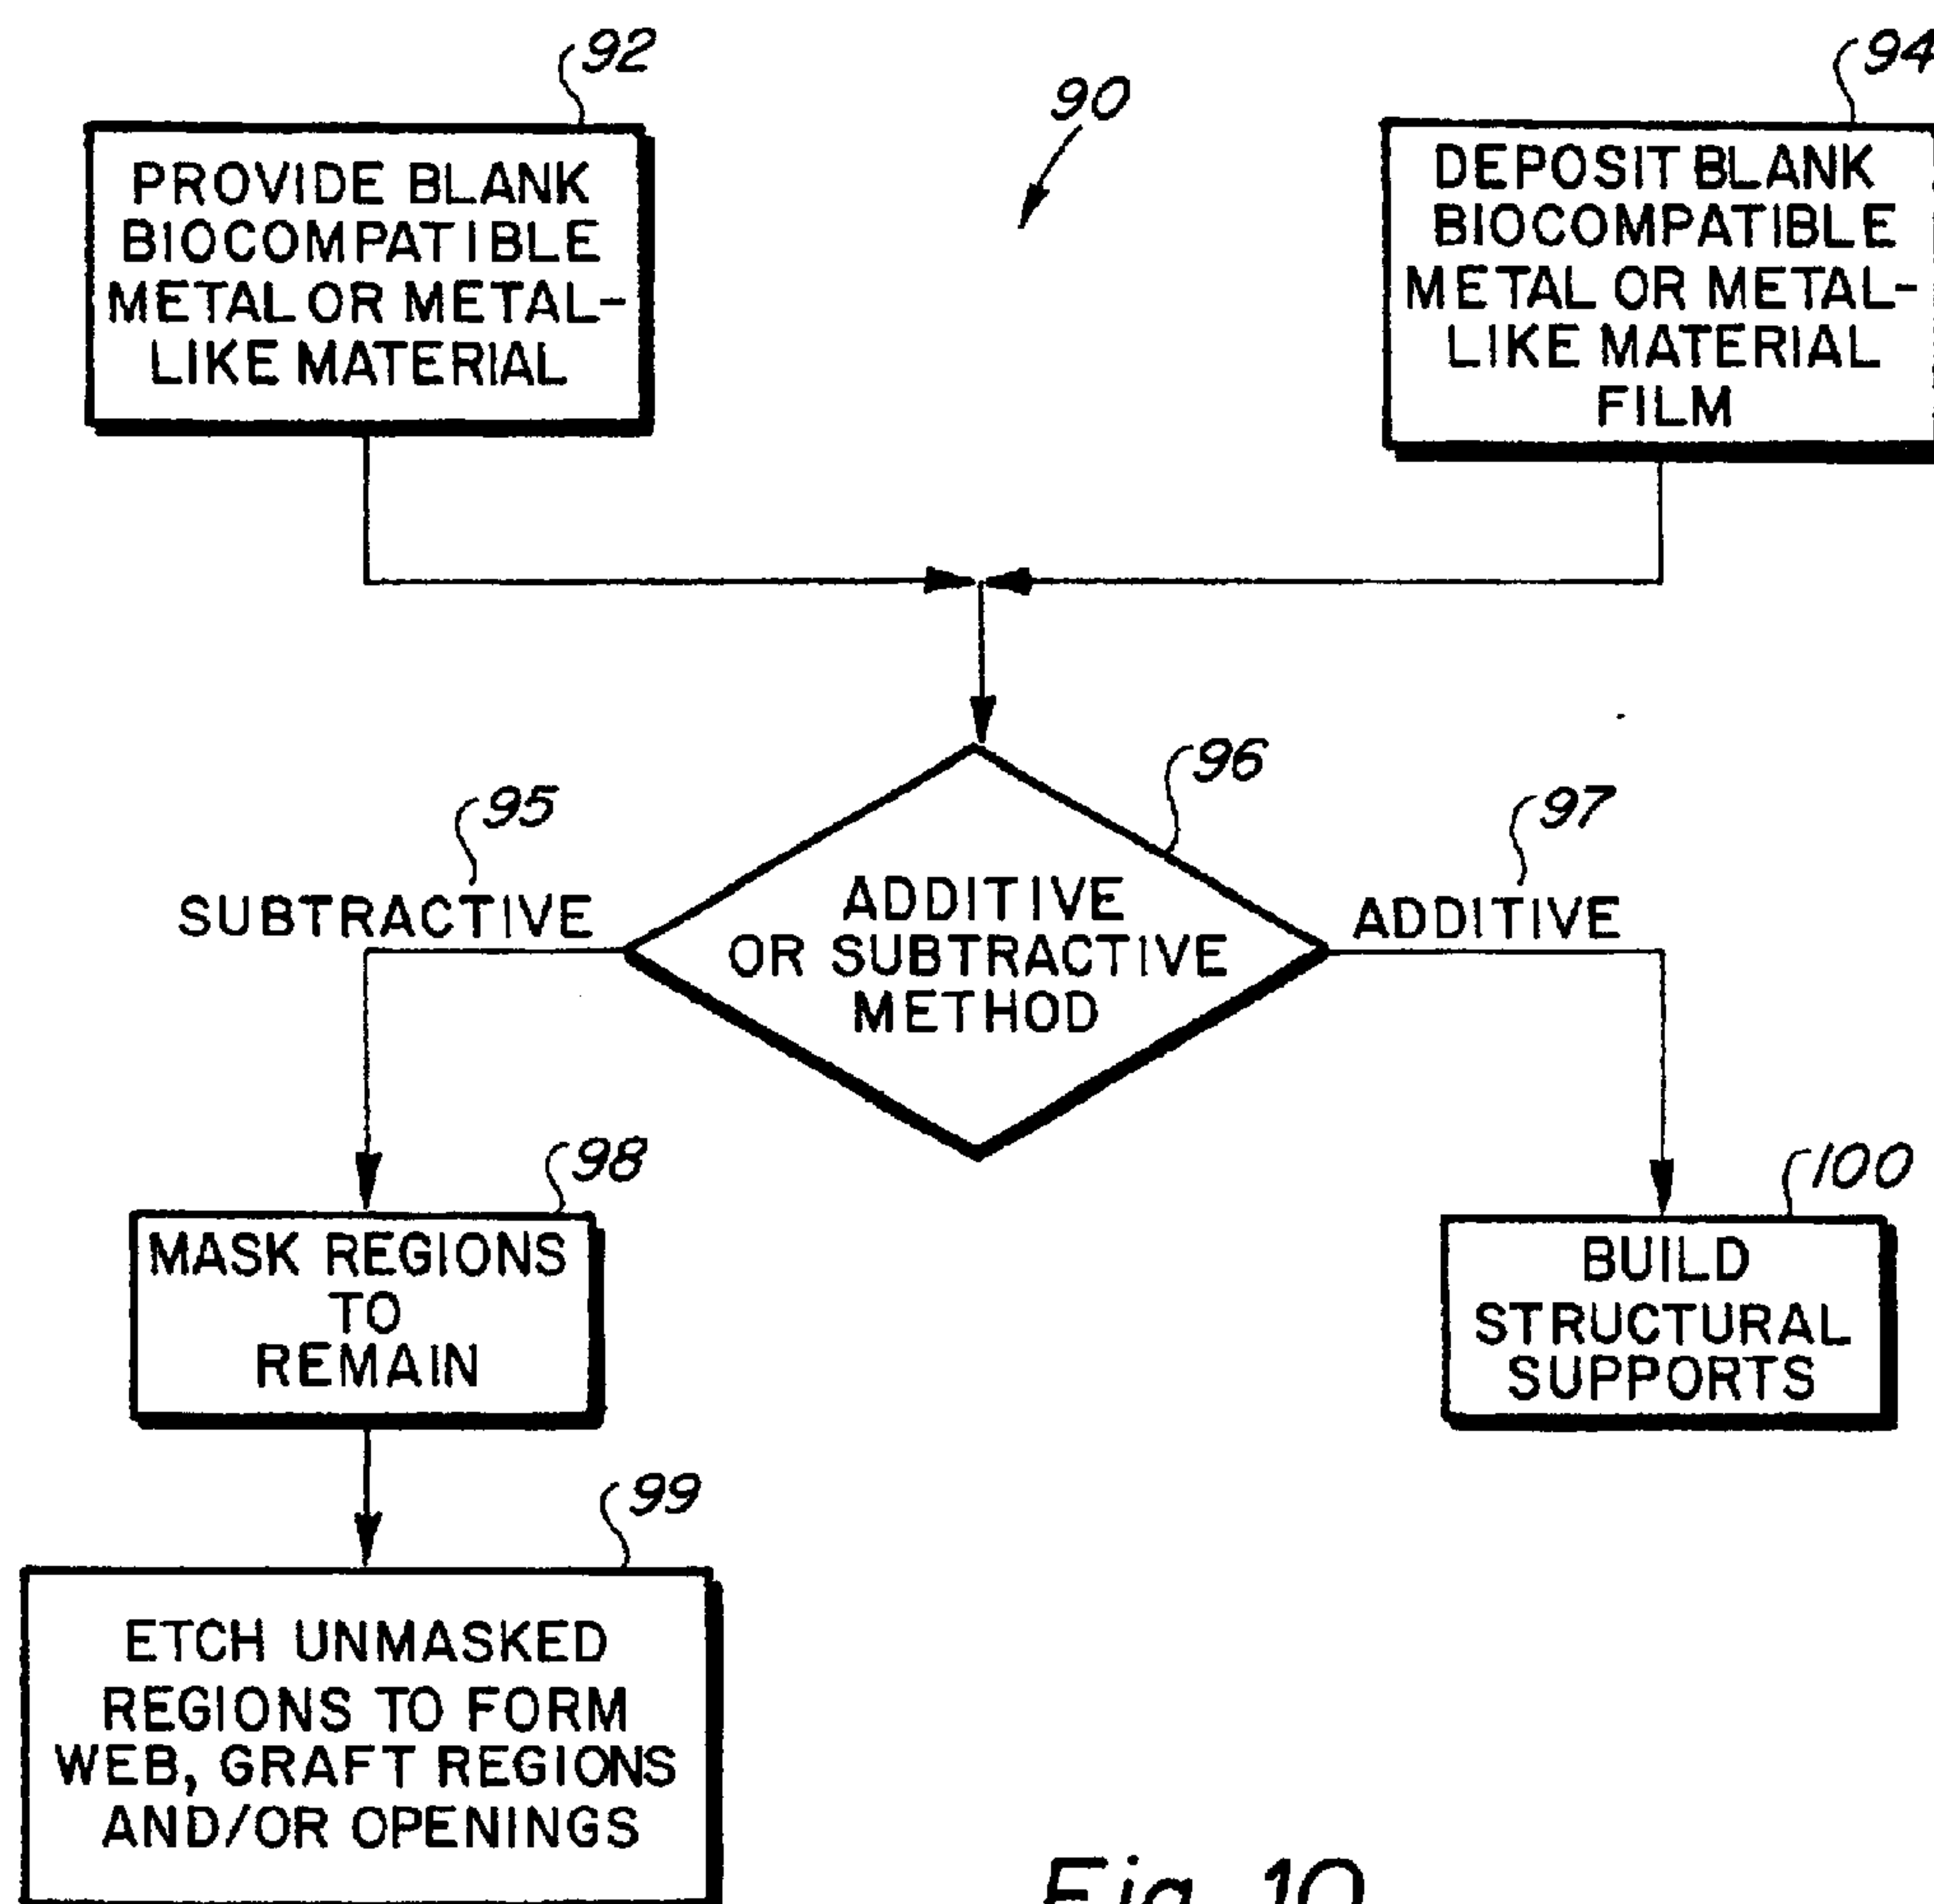 92
90
94
PROVIDE BLANK
BIOCOMPATIBLE
METAL OR METAL-
LIKE MATERIAL
DEPOSIT BLANK
BIOCOMPATIBLE
METAL OR METAL-
LIKE MATERIAL
FILM
96
95
97
SUBTRACTIVE
ADDITIVE
OR SUBTRACTIVE
METHOD
ADDITIVE
98
100
MASK REGIONS
TO
REMAIN
BUILD
STRUCTURAL
SUPPORTS
99
ETCH UNMASKED
REGIONS TO FORM
WEB, GRAFT REGIONS
AND/OR OPENINGS
Fig. 10